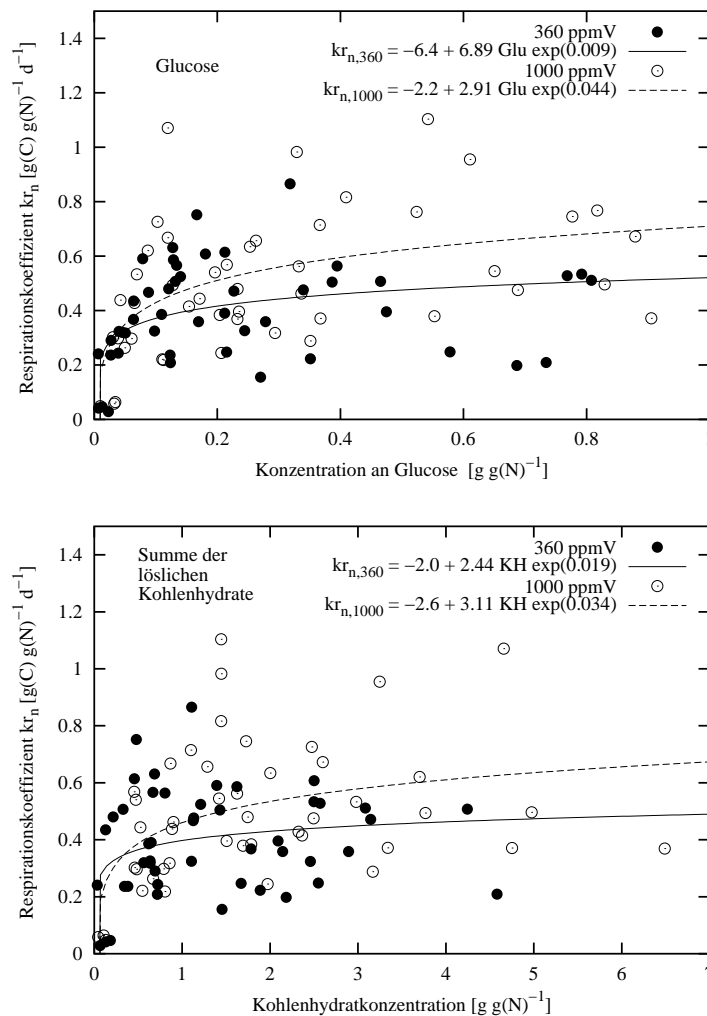 1.4
1.2
1
0.8
0.6
0.4
0.2
0
Respirationskoeffizient kr_n [g(C) g(N)^−1 d^−1]
Glucose
360 ppmV
kr_n,360 = −6.4 + 6.89 Glu exp(0.009)
1000 ppmV
kr_n,1000 = −2.2 + 2.91 Glu exp(0.044)
0 0.2 0.4 0.6 0.8 1
Konzentration an Glucose [g g(N)^−1]
1.4
1.2
1
0.8
0.6
0.4
0.2
0
Respirationskoeffizient kr_n [g(C) g(N)^−1 d^−1]
Summe der
löslichen
Kohlenhydrate
360 ppmV
kr_n,360 = −2.0 + 2.44 KH exp(0.019)
1000 ppmV
kr_n,1000 = −2.6 + 3.11 KH exp(0.034)
0 1 2 3 4 5 6 7
Kohlenhydratkonzentration [g g(N)^−1]